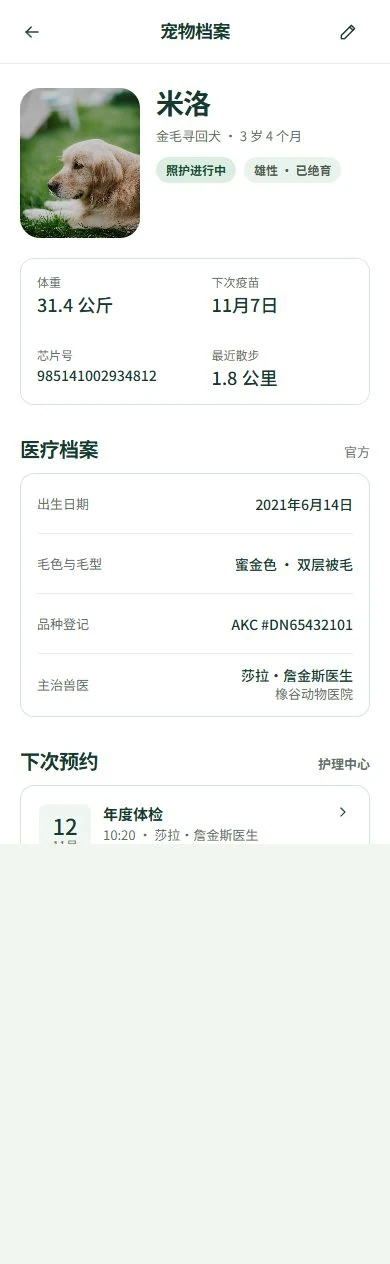 宠物档案
米洛
金毛寻回犬 · 3 岁 4 个月
照护进行中
雄性 · 已绝育
体重
31.4 公斤
下次疫苗
11月7日
芯片号
985141002934812
最近散步
1.8 公里
医疗档案
官方
出生日期
2021年6月14日
毛色与毛型
蜜金色 · 双层被毛
品种登记
AKC #DN65432101
主治兽医
莎拉·詹金斯医生
橡谷动物医院
下次预约
护理中心
12
年度体检
10:20 · 莎拉·詹金斯医生